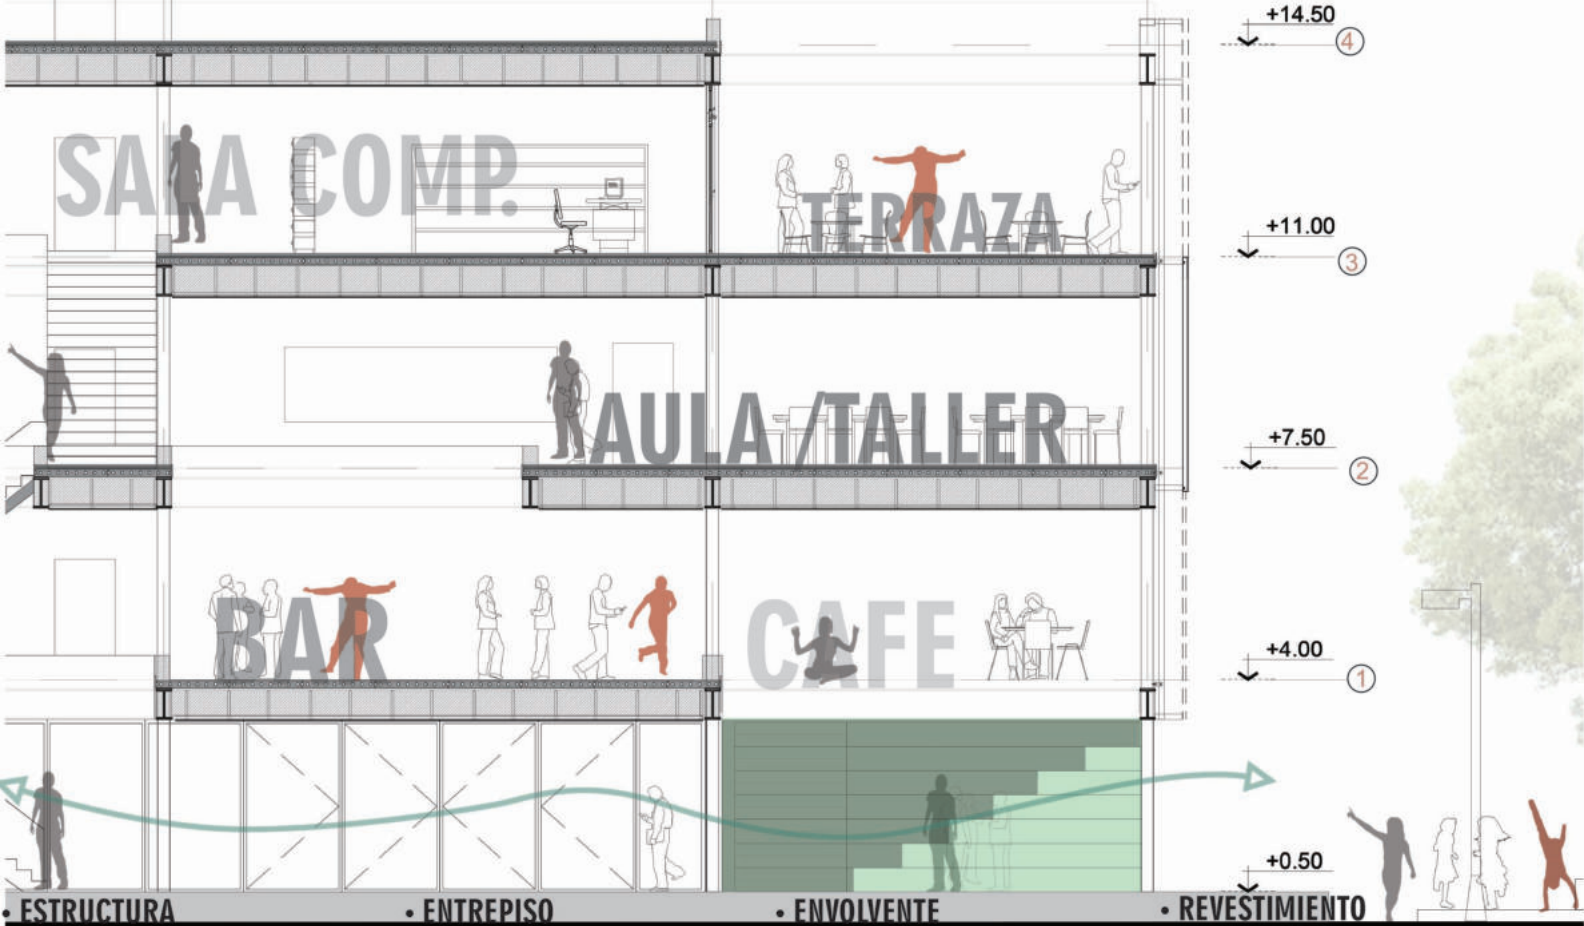 +14.50
4
SALA COMP.
TERRAZA
+11.00
3
AULA /TALLER
+7.50
2
BAR
CAFE
+4.00
1
+0.50
• ESTRUCTURA
• ENTREPISO
• ENVOLVENTE
• REVESTIMIENTO